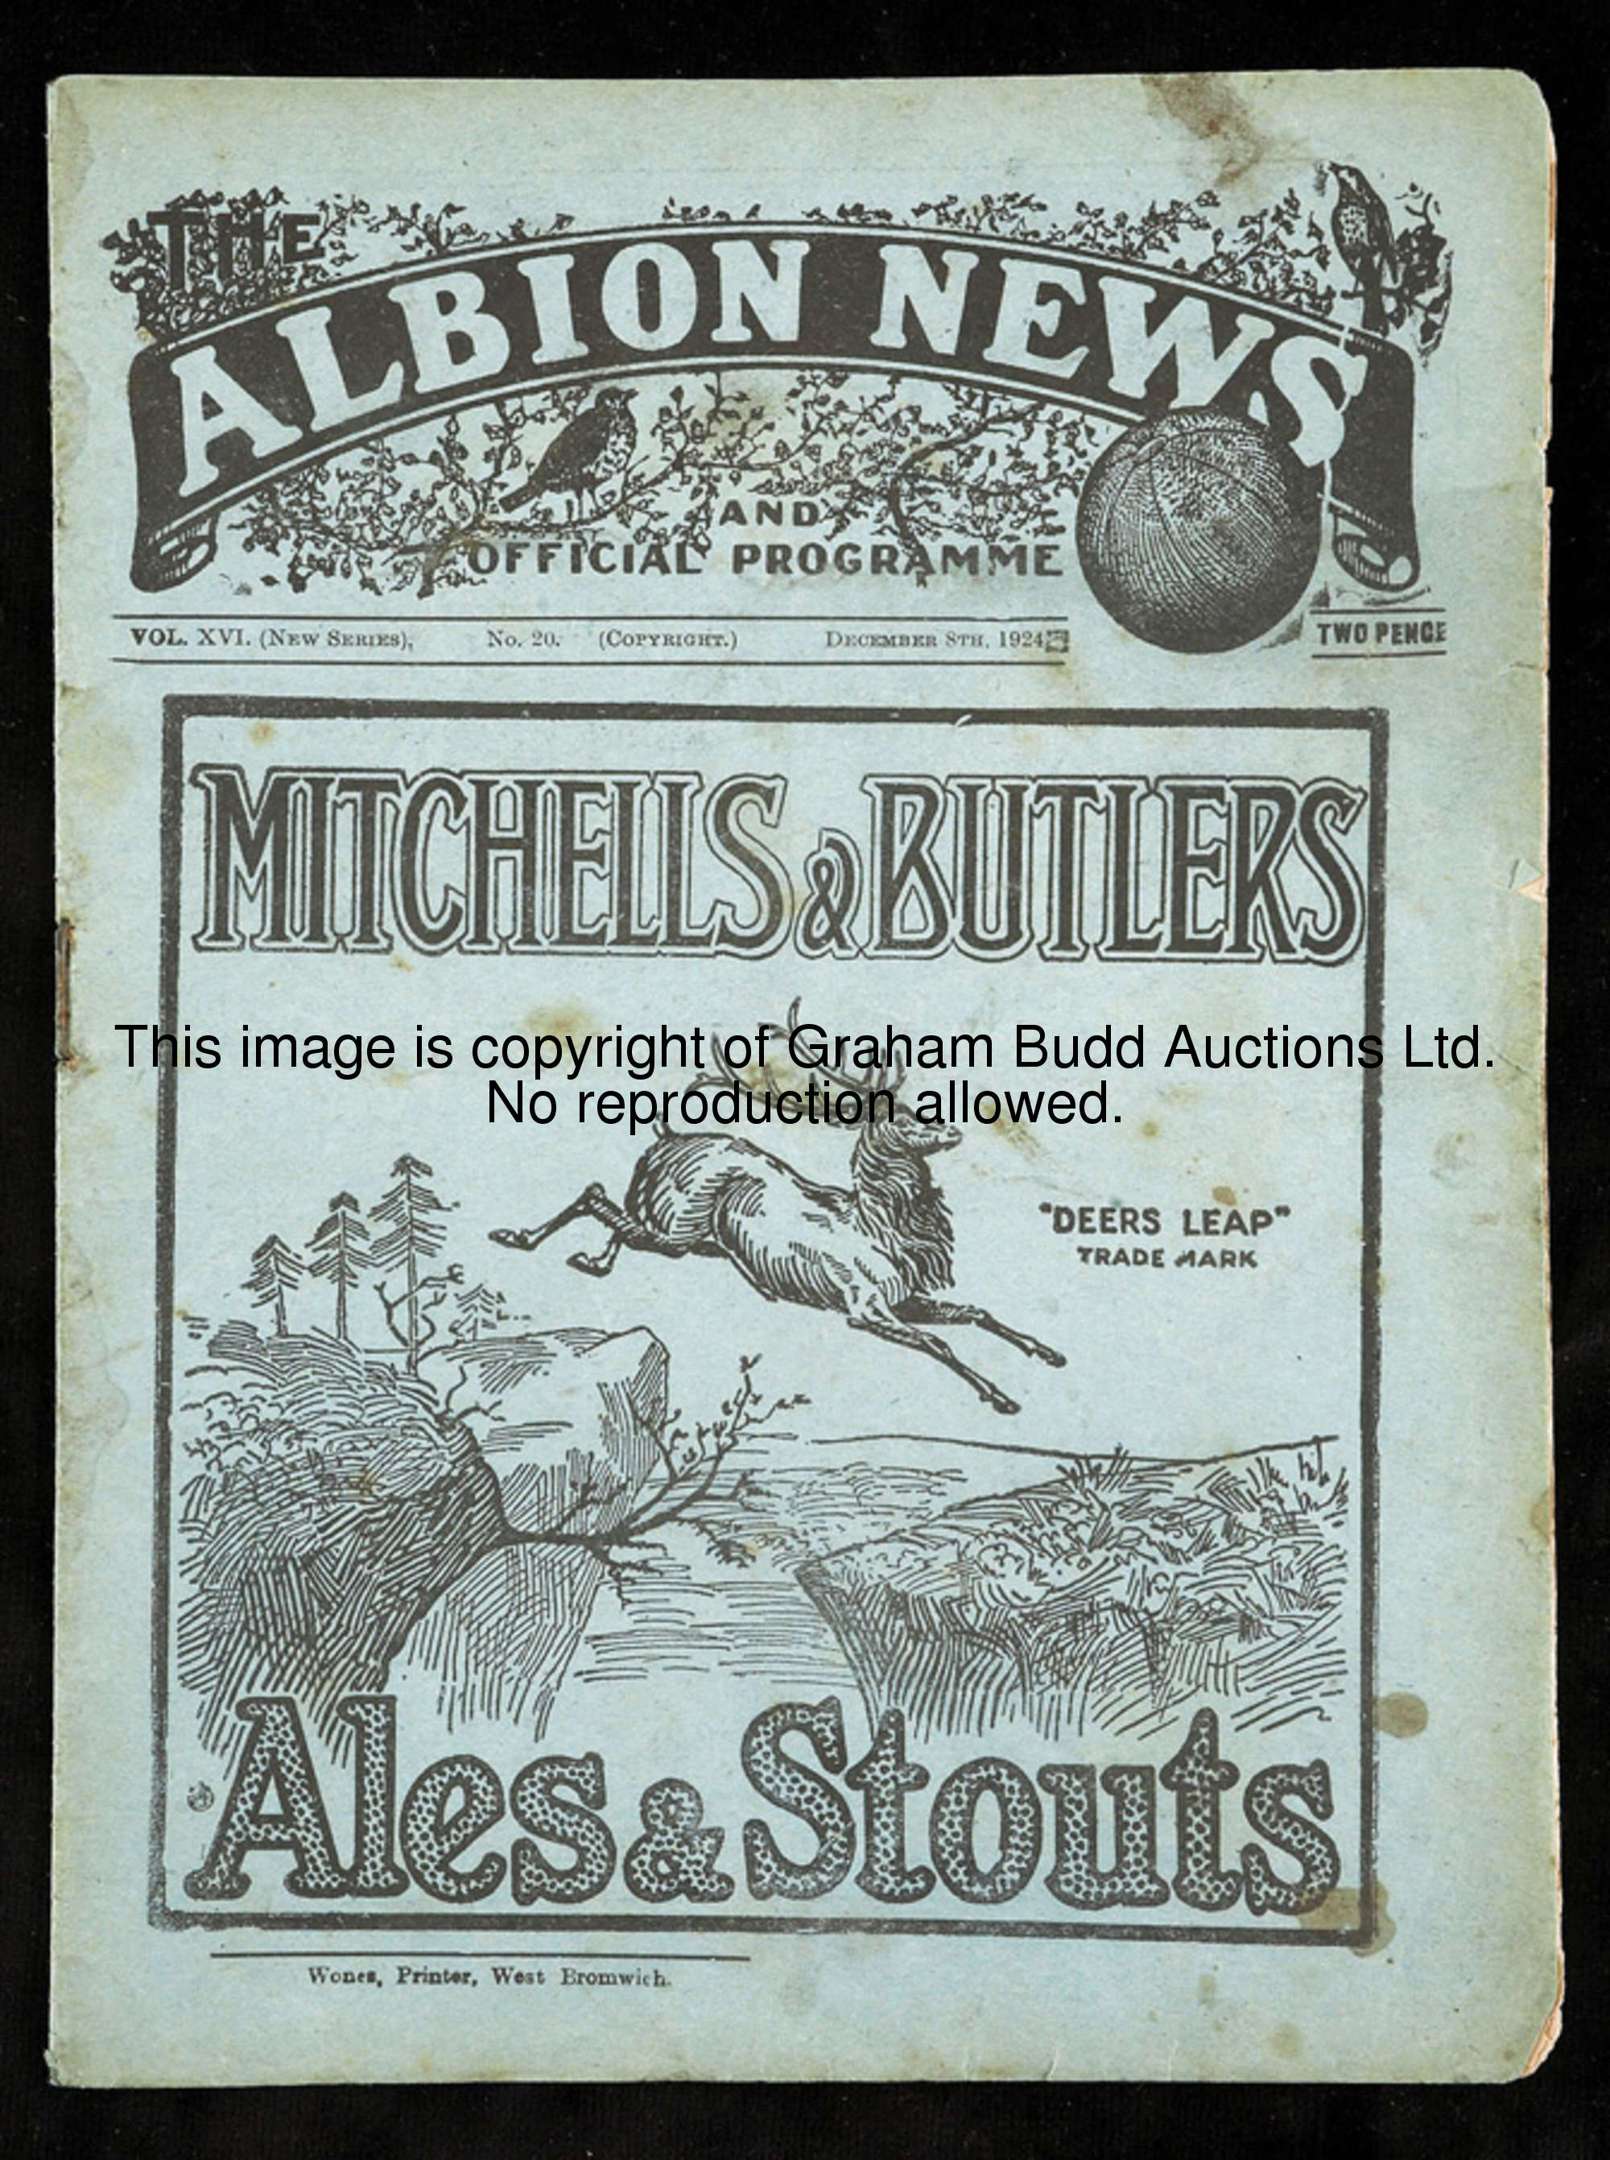 THE
ALBION NEWS
AND
OFFICIAL PROGRAMME
VOL. XVI. (NEW SERIES), No. 20. (COPYRIGHT.) DECEMBER 8TH, 1924
TWO PENCE
MITCHELLS & BUTLERS
This image is copyright of Graham Budd Auctions Ltd.
No reproduction allowed.
"DEERS LEAP"
TRADE MARK
Ales & Stouts
Wones, Printer, West Bromwich.